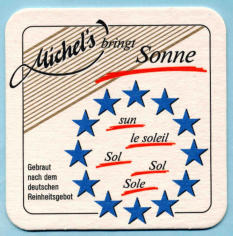 Michel's bringt
Sonne
sun
le soleil
Sol
Sol
Sole
Gebraut
nach dem
deutschen
Reinheitsgebot